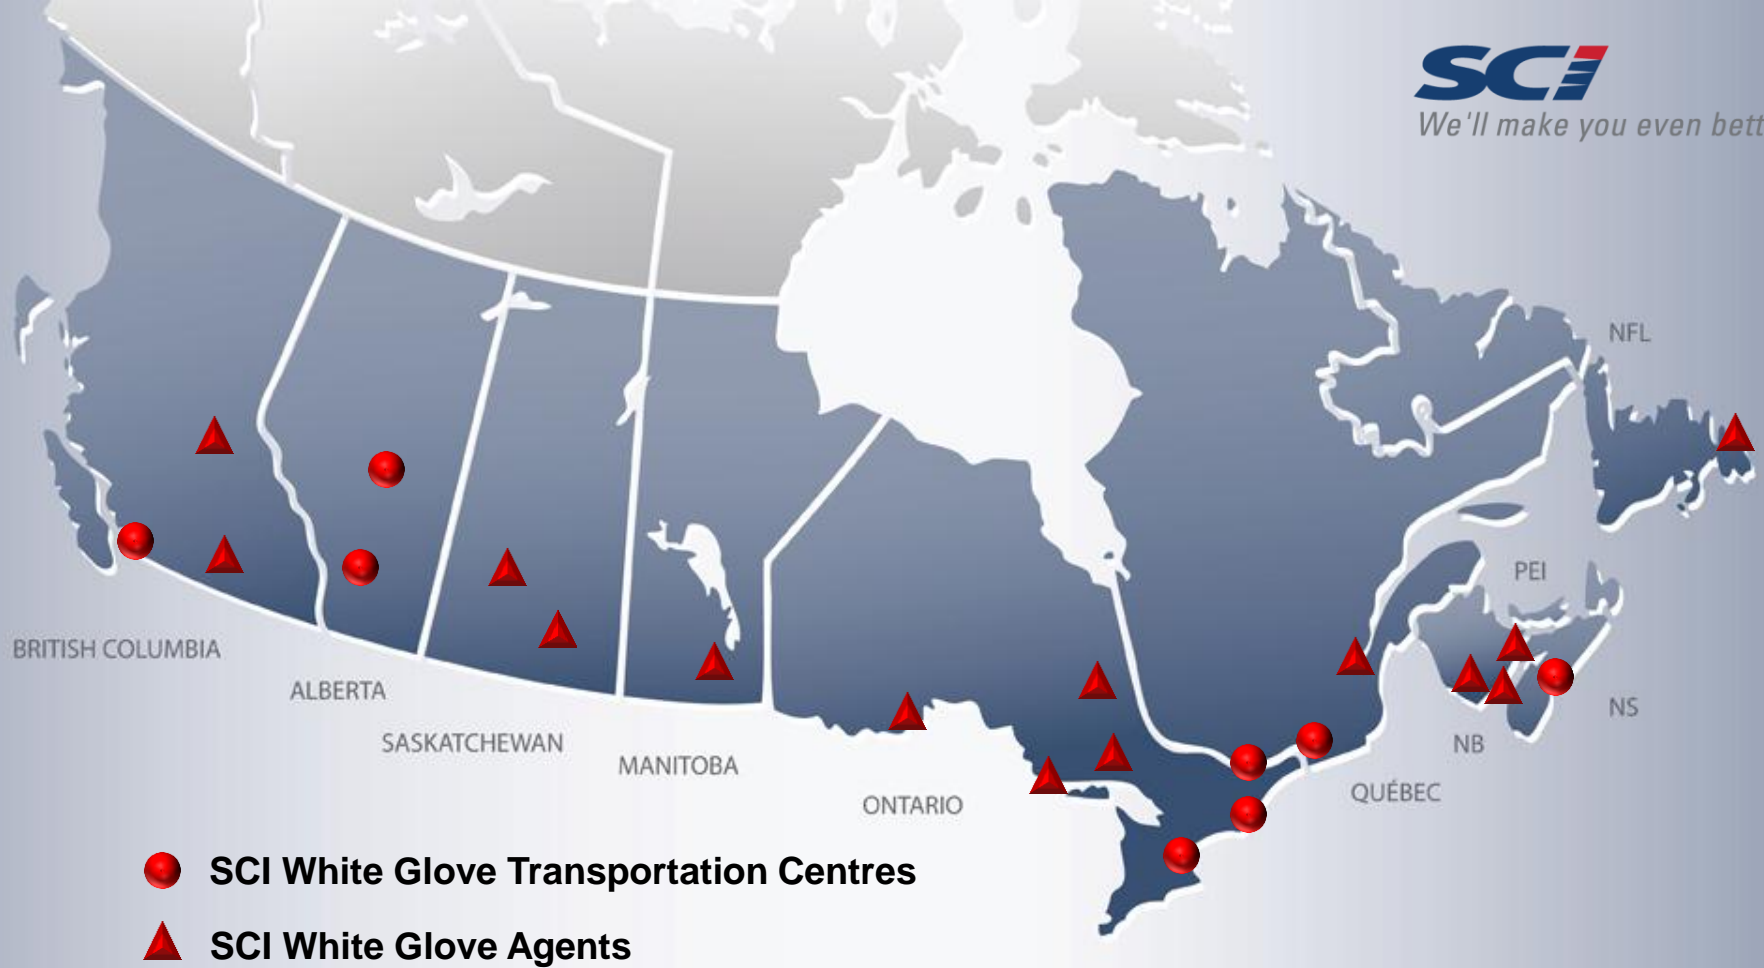 SCI
We'll make you even bett
NFL
PEI
BRITISH COLUMBIA
ALBERTA
NS
SASKATCHEWAN
NB
MANITOBA
QUÉBEC
ONTARIO
SCI White Glove Transportation Centres
SCI White Glove Agents